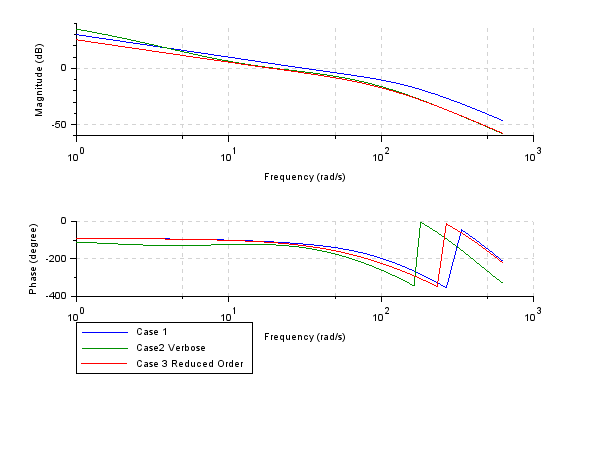 0
-50
Magnitude (dB)
10^0 10^1 10^2 10^3
Frequency (rad/s)
0
-200
-400
Phase (degree)
10^0 10^1 10^2 10^3
Frequency (rad/s)
Case 1
Case2 Verbose
Case 3 Reduced Order